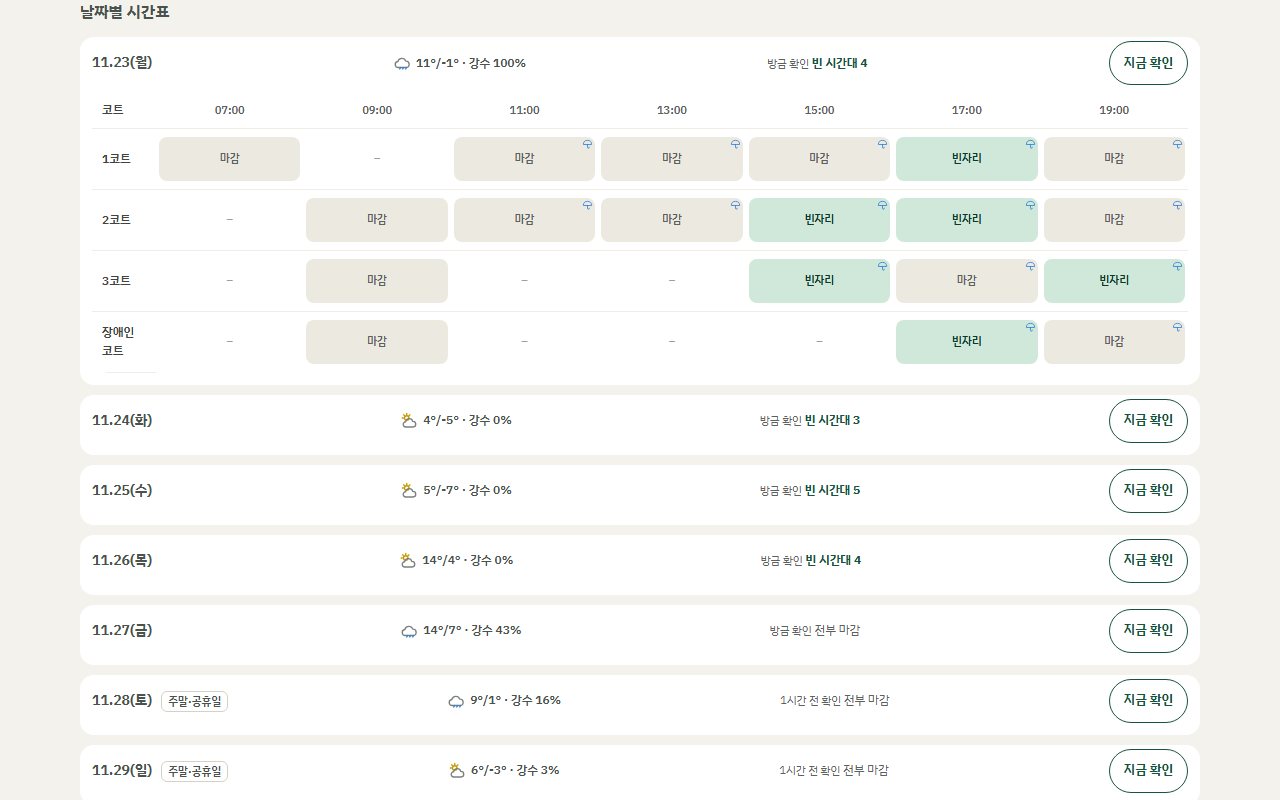 날짜별 시간표
11.23(월) 11°/-1° · 강수 100% 방금 확인 빈 시간대 4 지금 확인
코트 07:00 09:00 11:00 13:00 15:00 17:00 19:00
1코트 마감 – 마감 마감 마감 빈자리 마감
2코트 – 마감 마감 마감 빈자리 빈자리 마감
3코트 – 마감 – – 빈자리 마감 빈자리
장애인
코트 – 마감 – – – 빈자리 마감
11.24(화) 4°/-5° · 강수 0% 방금 확인 빈 시간대 3 지금 확인
11.25(수) 5°/-7° · 강수 0% 방금 확인 빈 시간대 5 지금 확인
11.26(목) 14°/4° · 강수 0% 방금 확인 빈 시간대 4 지금 확인
11.27(금) 14°/7° · 강수 43% 방금 확인 전부 마감 지금 확인
11.28(토) 주말·공휴일 9°/1° · 강수 16% 1시간 전 확인 전부 마감 지금 확인
11.29(일) 주말·공휴일 6°/-3° · 강수 3% 1시간 전 확인 전부 마감 지금 확인